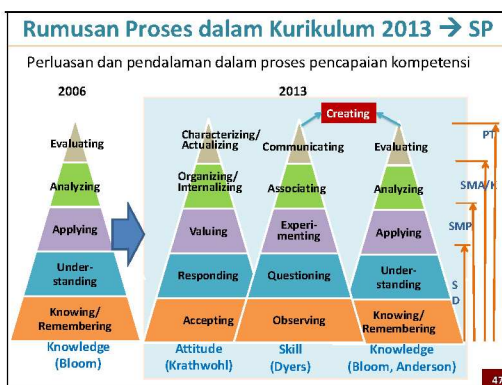 Rumusan Proses dalam Kurikulum 2013 → SP
Perluasan dan pendalaman dalam proses pencapaian kompetensi
2006
2013
Creating
Evaluating
Analyzing
Applying
Under-
standing
Knowing/
Remembering
Knowledge
(Bloom)
Characterizing/
Actualizing
Organizing/
Internalizing
Valuing
Responding
Accepting
Attitude
(Krathwohl)
Communicating
Associating
Experi-
menting
Questioning
Observing
Skill
(Dyers)
Evaluating
Analyzing
Applying
Under-
standing
Knowing/
Remembering
Knowledge
(Bloom, Anderson)
PT
SMA/K
SMP
S
D
47